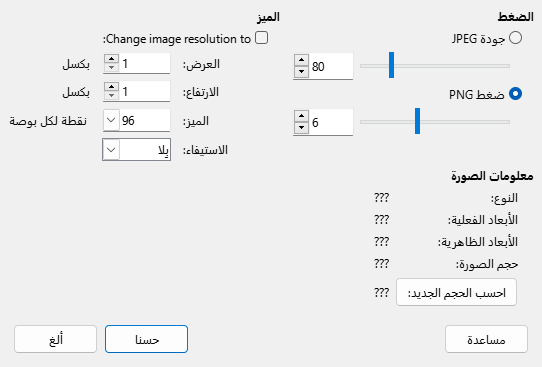 الضغط
جودة JPEG
80
ضغط PNG
6
الميز
Change image resolution to:
العرض: 1 بكسل
الارتفاع: 1 بكسل
الميز: 96 نقطة لكل بوصة
الاستيفاء: بلا
معلومات الصورة
النوع: ???
الأبعاد الفعلية: ???
الأبعاد الظاهرية: ???
حجم الصورة: ???
احسب الحجم الجديد: ???
مساعدة
حسنا
ألغ